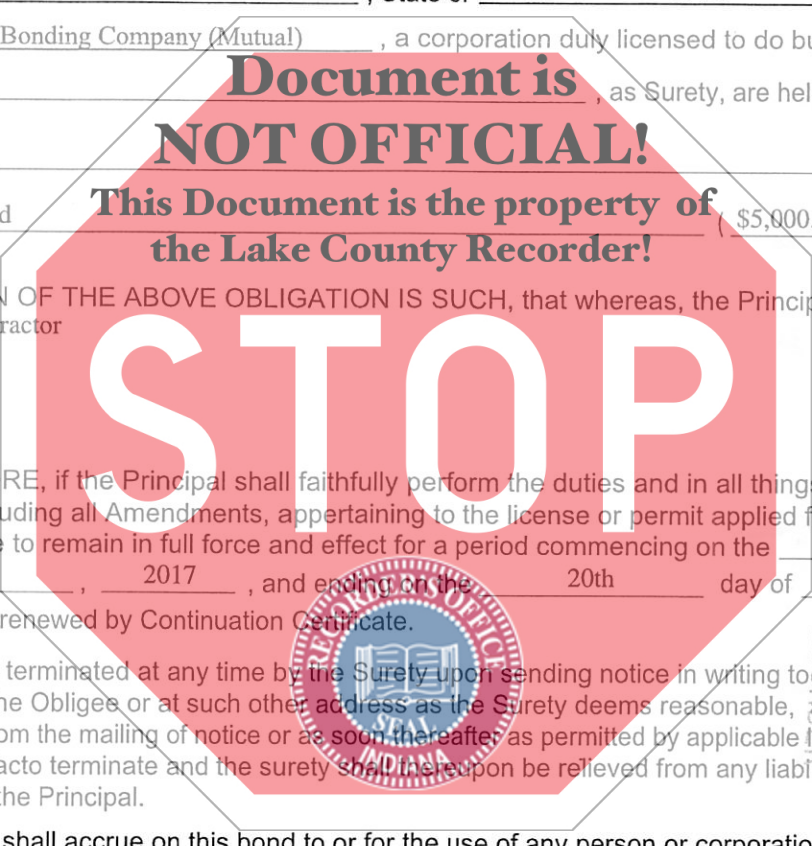 , State of
Bonding Company (Mutual) , a corporation duly licensed to do bu
Document is
, as Surety, are hel
NOT OFFICIAL!
This Document is the property of
d ( $5,000.
the Lake County Recorder!
N OF THE ABOVE OBLIGATION IS SUCH, that whereas, the Princip
ractor
STOP
RE, if the Principal shall faithfully perform the duties and in all things
uding all Amendments, appertaining to the license or permit applied f
e to remain in full force and effect for a period commencing on the
, 2017 , and ending on the 20th day of
renewed by Continuation Certificate.
RECORDERS OFFICE
terminated at any time by the Surety upon sending notice in writing to
he Obligee or at such other address as the Surety deems reasonable,
SEAL
om the mailing of notice or as soon thereafter as permitted by applicable l
INDIANA
acto terminate and the surety shall thereupon be relieved from any liabi
the Principal.
shall accrue on this bond to or for the use of any person or corporatio